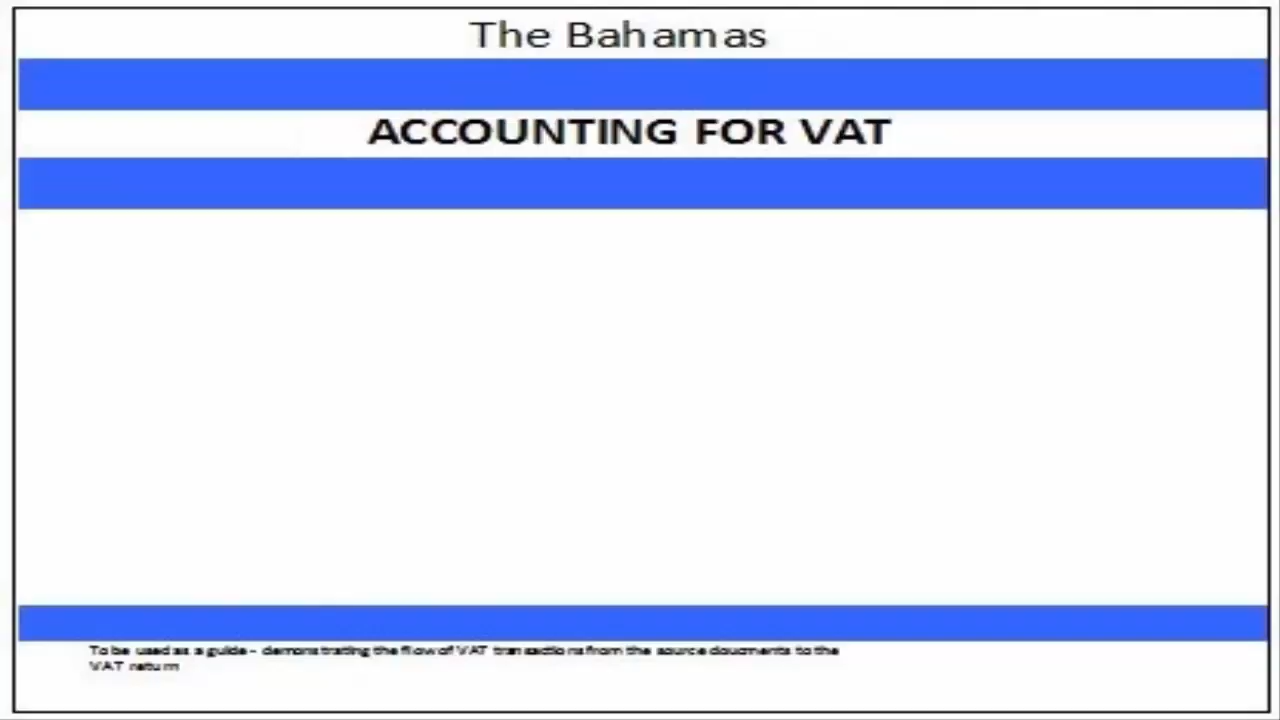 The Bahamas
ACCOUNTING FOR VAT
To be used as a guide - demonstrating the flow of VAT transactions from the source doucments to the
VAT return